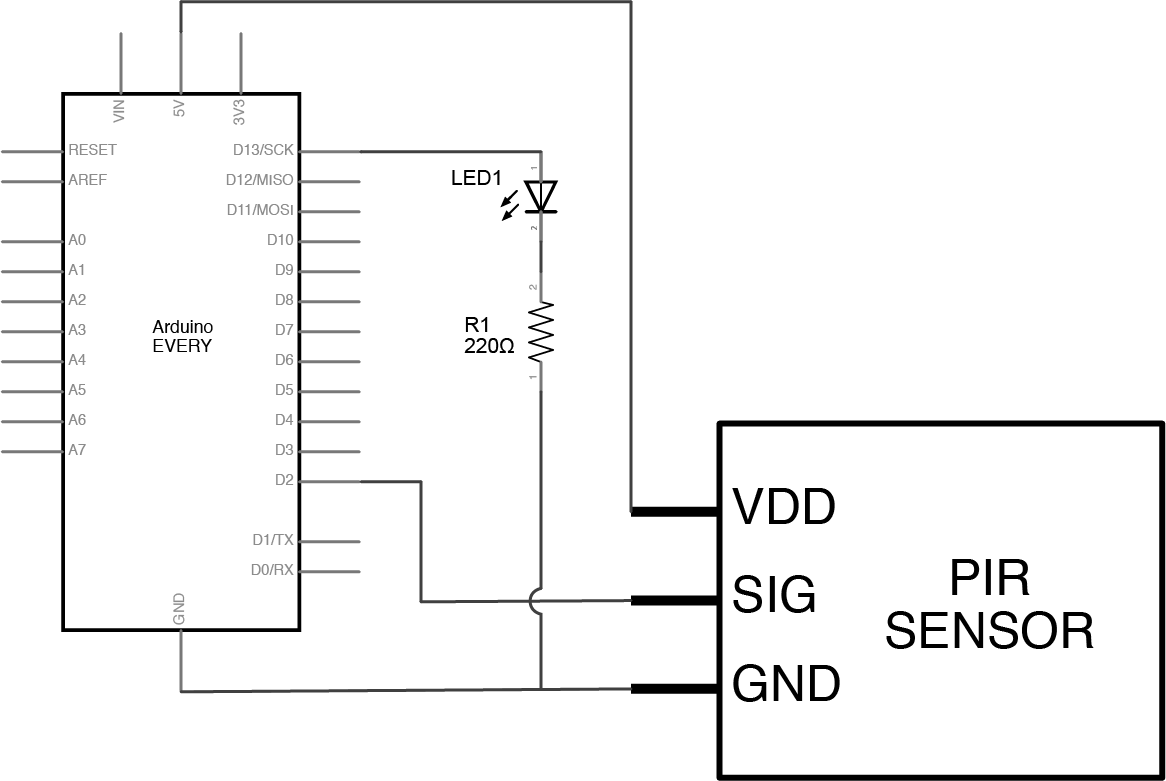 VIN
5V
3V3
RESET
AREF
A0
A1
A2
A3
A4
A5
A6
A7
Arduino
EVERY
D13/SCK
D12/MISO
D11/MOSI
D10
D9
D8
D7
D6
D5
D4
D3
D2
D1/TX
D0/RX
GND
LED1
1
2
R1
220Ω
2
1
VDD
SIG
GND
PIR
SENSOR